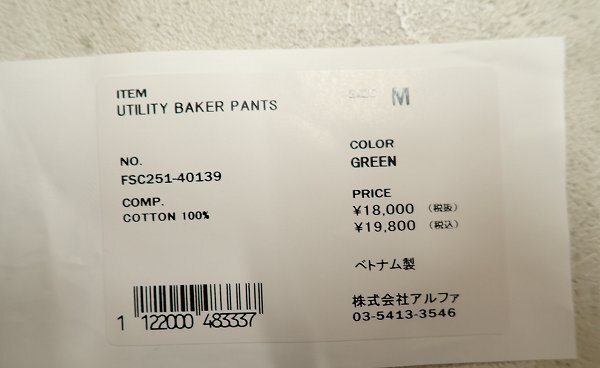 ITEM
UTILITY BAKER PANTS
M
NO.
FSC251-40139
COMP.
COTTON 100%
COLOR
GREEN
PRICE
¥18,000 (税抜)
¥19,800 (税込)
ベトナム製
株式会社アルファ
03-5413-3546
1 122000 483337